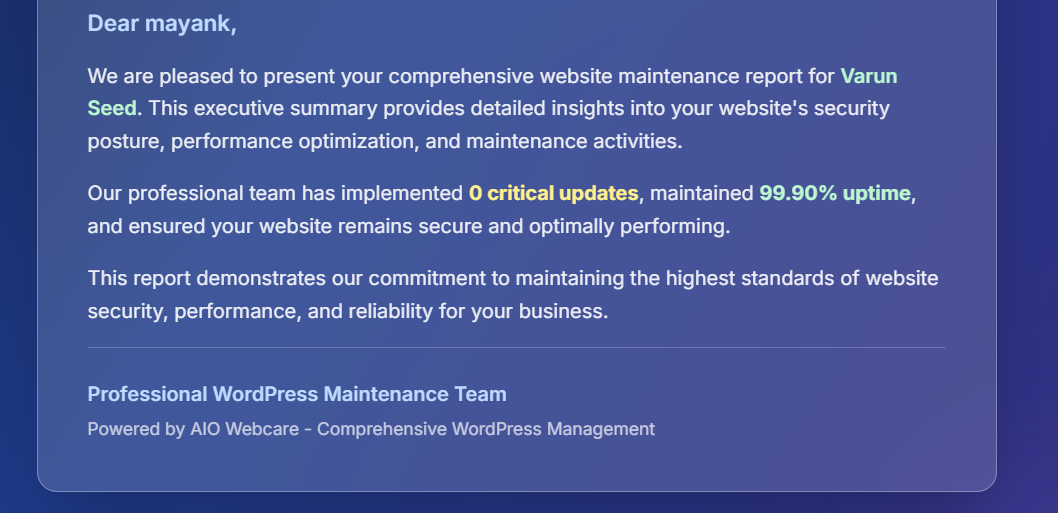 Dear mayank,
We are pleased to present your comprehensive website maintenance report for Varun
Seed. This executive summary provides detailed insights into your website's security
posture, performance optimization, and maintenance activities.
Our professional team has implemented 0 critical updates, maintained 99.90% uptime,
and ensured your website remains secure and optimally performing.
This report demonstrates our commitment to maintaining the highest standards of website
security, performance, and reliability for your business.
Professional WordPress Maintenance Team
Powered by AIO Webcare - Comprehensive WordPress Management